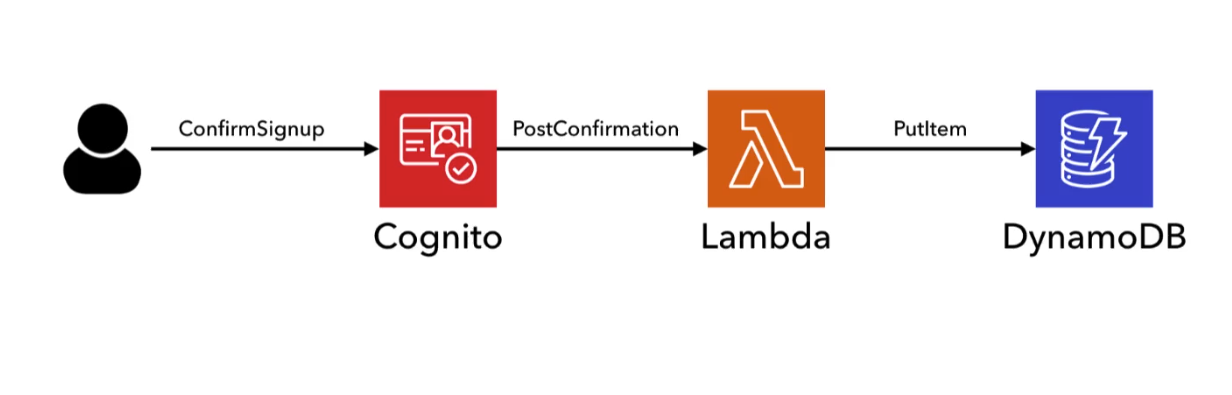 ConfirmSignup
PostConfirmation
PutItem
Cognito
Lambda
DynamoDB